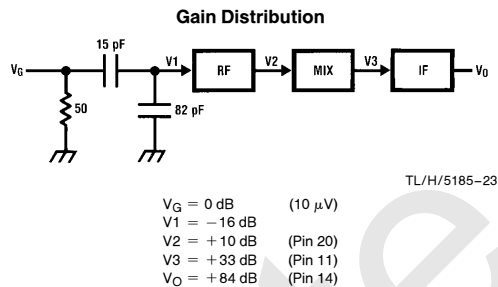 Gain Distribution
15 pF
VG
V1
RF
V2
MIX
V3
IF
VO
50
82 pF
TL/H/5185–23
VG = 0 dB (10 μV)
V1 = −16 dB
V2 = +10 dB (Pin 20)
V3 = +33 dB (Pin 11)
VO = +84 dB (Pin 14)